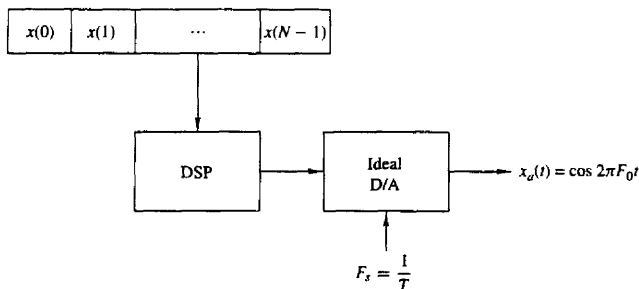 x(0) x(1) ... x(N − 1)
DSP
Ideal
D/A
x_a(t) = cos 2πF_0t
F_s = 1/T